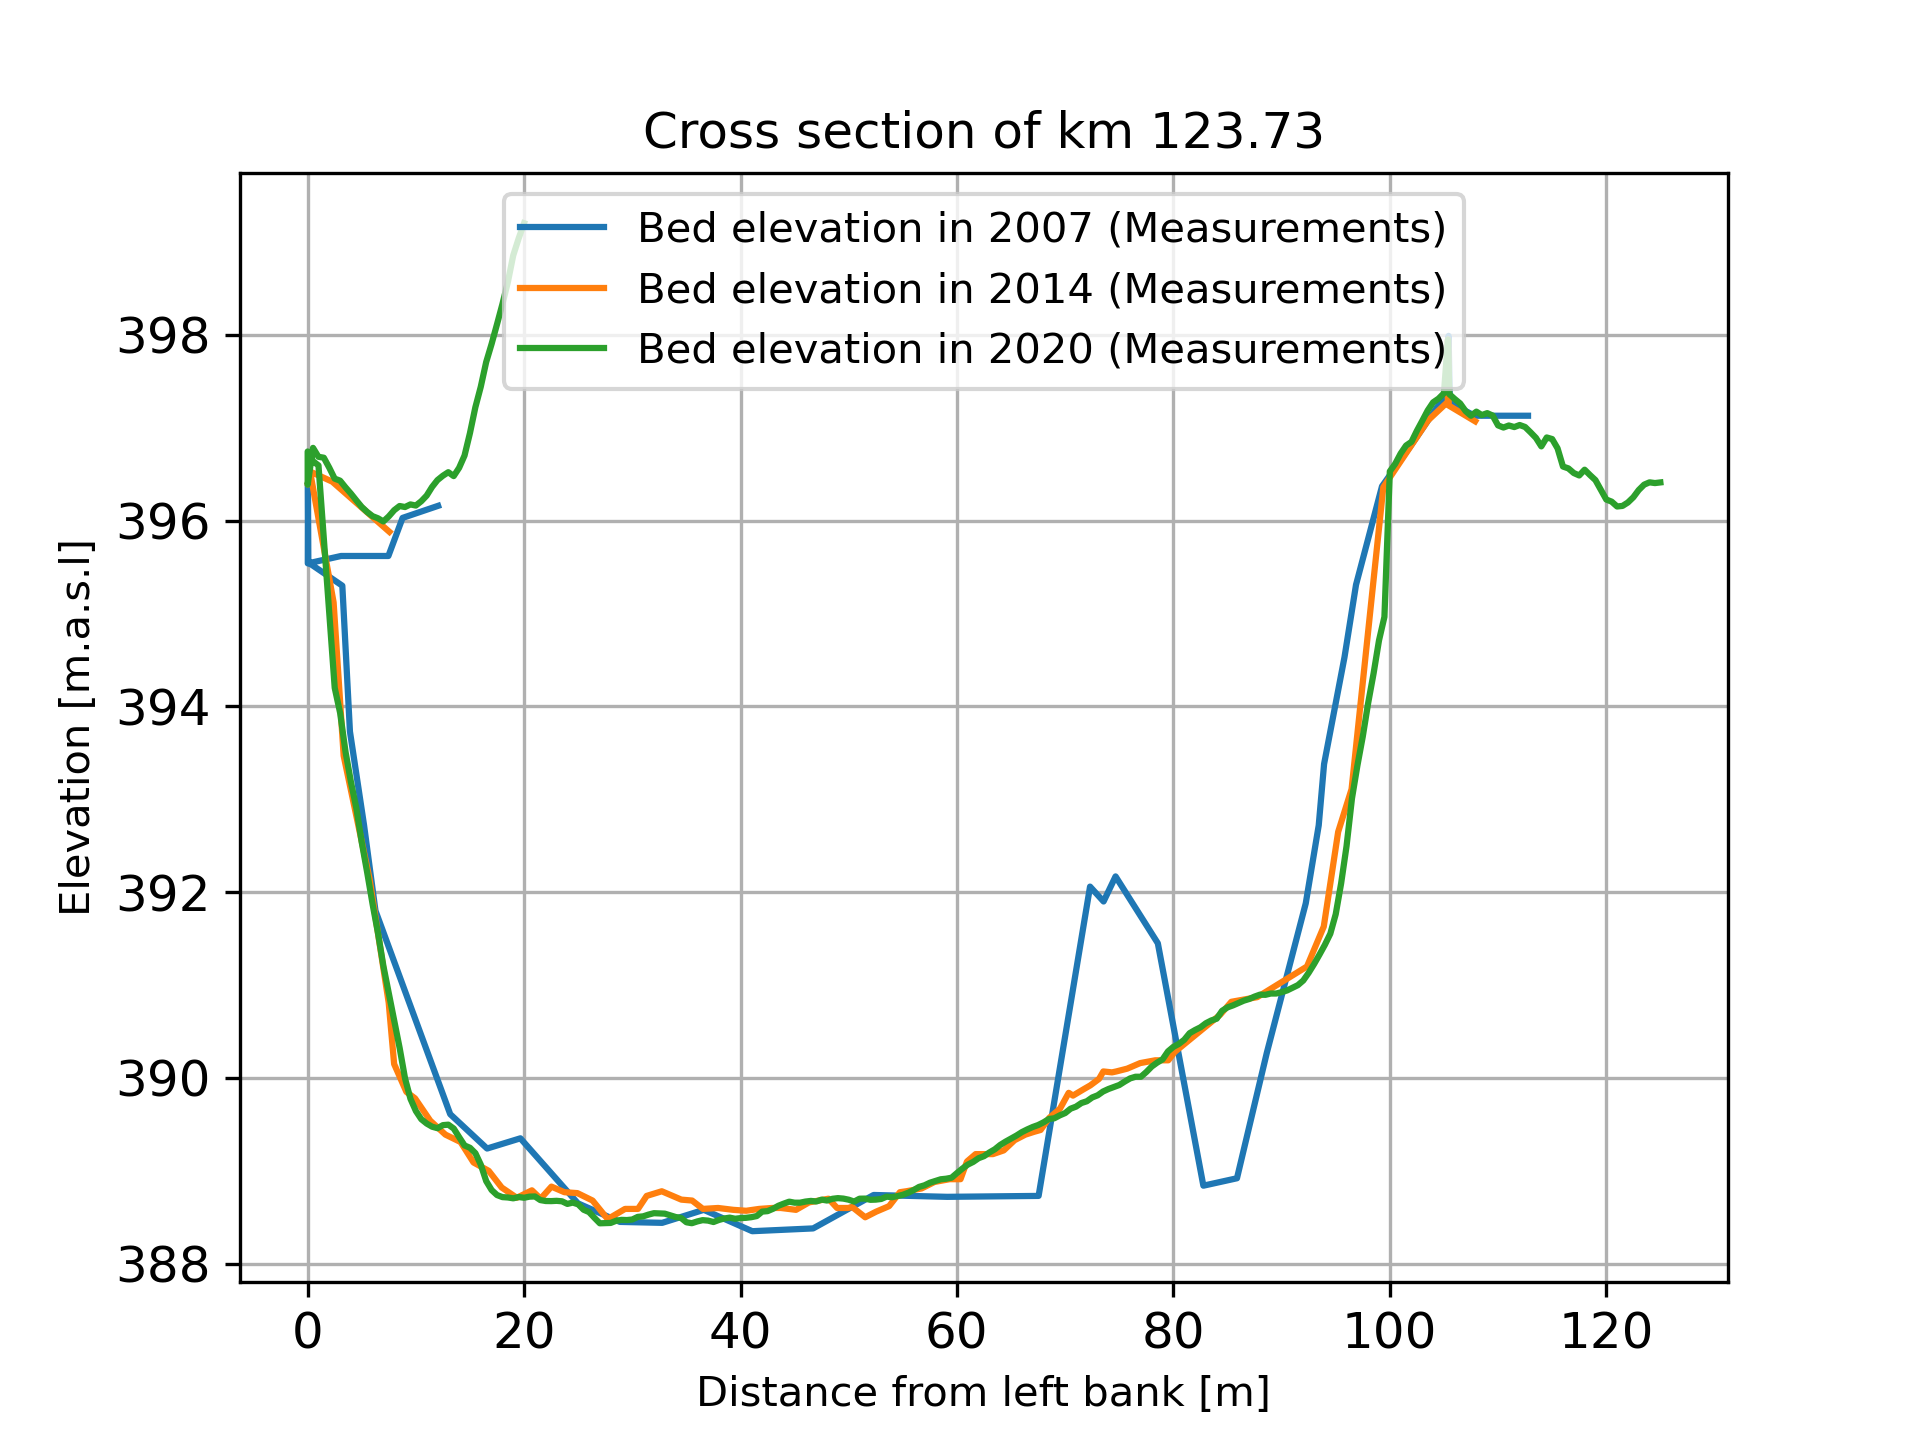 Cross section of km 123.73
Bed elevation in 2007 (Measurements)
Bed elevation in 2014 (Measurements)
Bed elevation in 2020 (Measurements)
Elevation [m.a.s.l]
398
396
394
392
390
388
0 20 40 60 80 100 120
Distance from left bank [m]